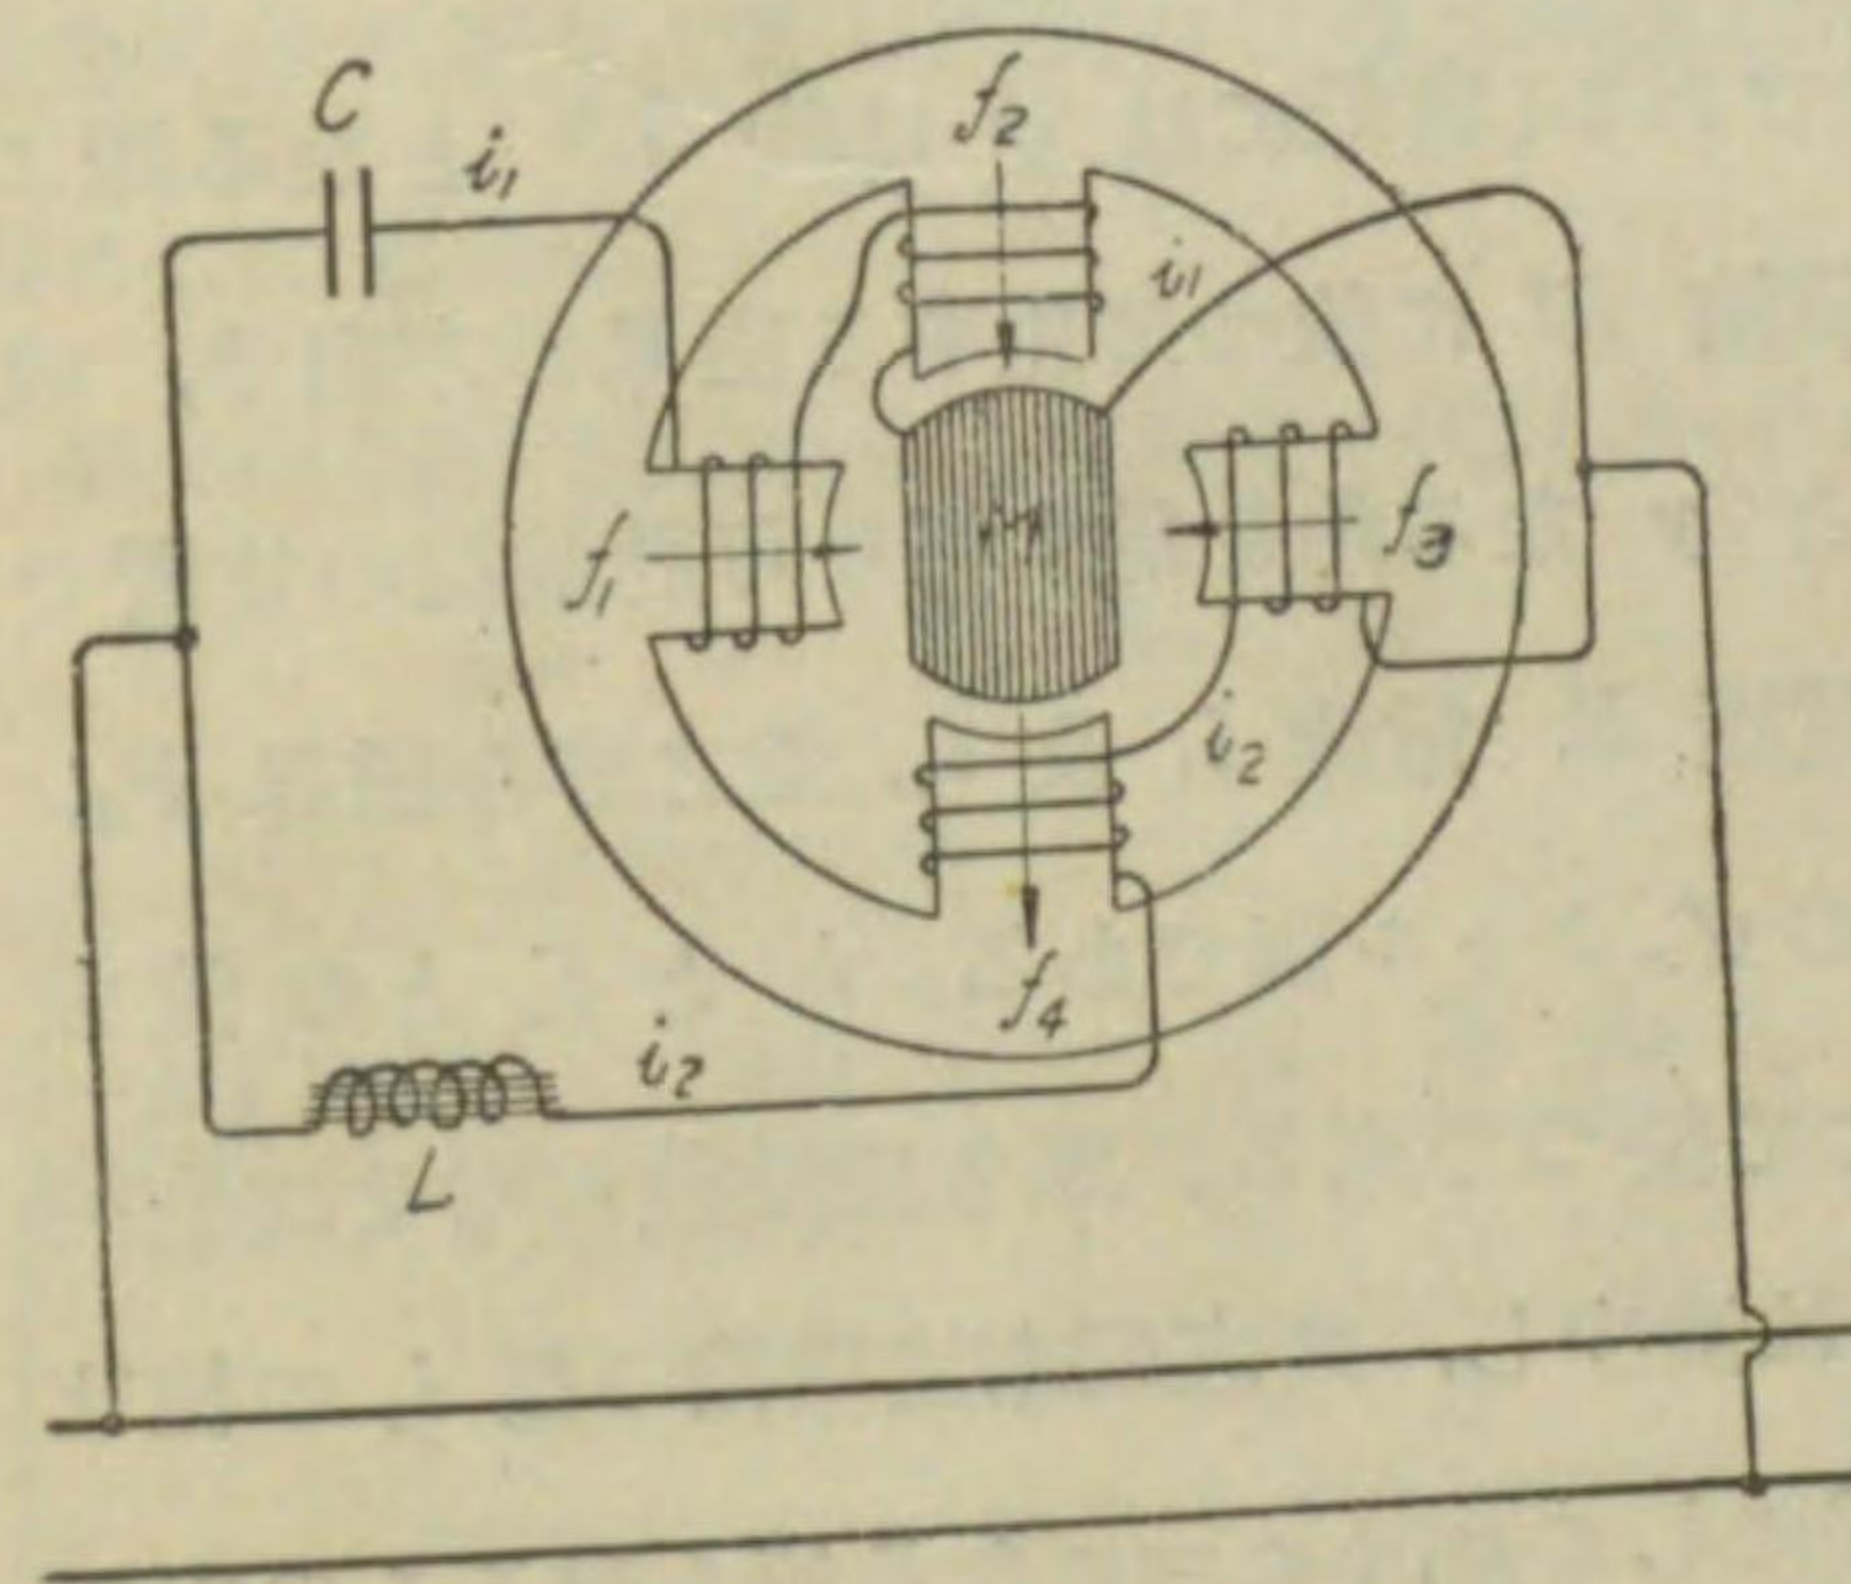 C
i₁
f₂
i₁
f₁
M
f₃
i₂
f₄
i₂
L